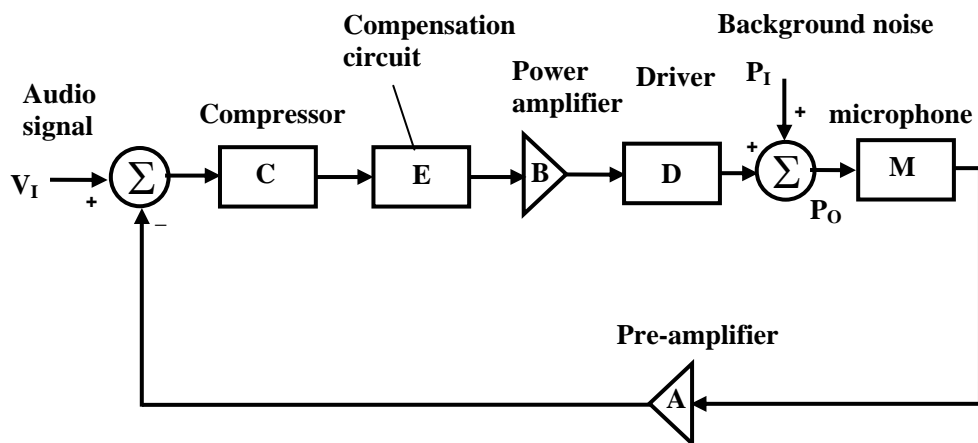 Background noise
Compensation
circuit
Power
amplifier
Driver
P_I
+
Audio
signal
Compressor
microphone
+
V_I
+
Σ
C
E
B
D
Σ
P_O
M
−
Pre-amplifier
A